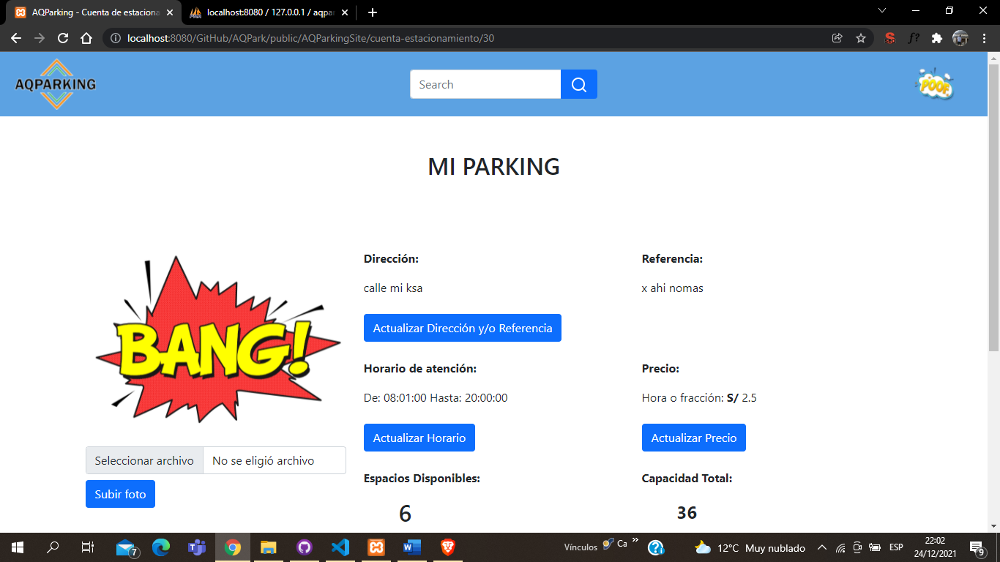 AQParking - Cuenta de estaciona
localhost:8080 / 127.0.0.1 / aqpar
localhost:8080/GitHub/AQPark/public/AQParkingSite/cuenta-estacionamiento/30
SEO
f?
AQPARKING
Search
POOF
MI PARKING
BANG!
Dirección:
Referencia:
calle mi ksa
x ahi nomas
Actualizar Dirección y/o Referencia
Horario de atención:
Precio:
De: 08:01:00 Hasta: 20:00:00
Hora o fracción: S/ 2.5
Actualizar Horario
Actualizar Precio
Seleccionar archivo
No se eligió archivo
Subir foto
Espacios Disponibles:
Capacidad Total:
6
36
7
Vínculos
Ca
12°C Muy nublado
ESP
22:02
24/12/2021
9